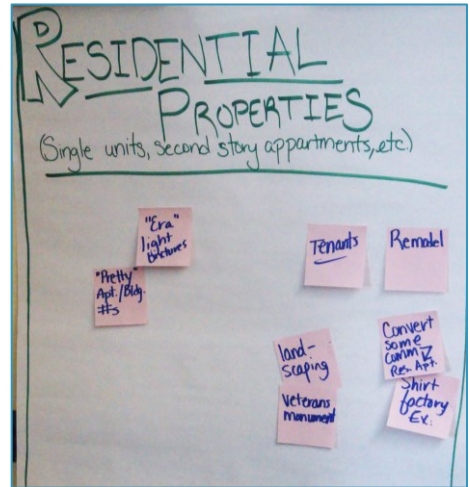 RESIDENTIAL
PROPERTIES
(Single units, second story appartments, etc.)
"Era"
light
fixtures
"Pretty"
Apt./Bldg.
#s
Tenants
Remodel
land-
scaping
Veterans
monument
Convert
some
Comm
Res. Apt.
Shirt
factory
Ex.